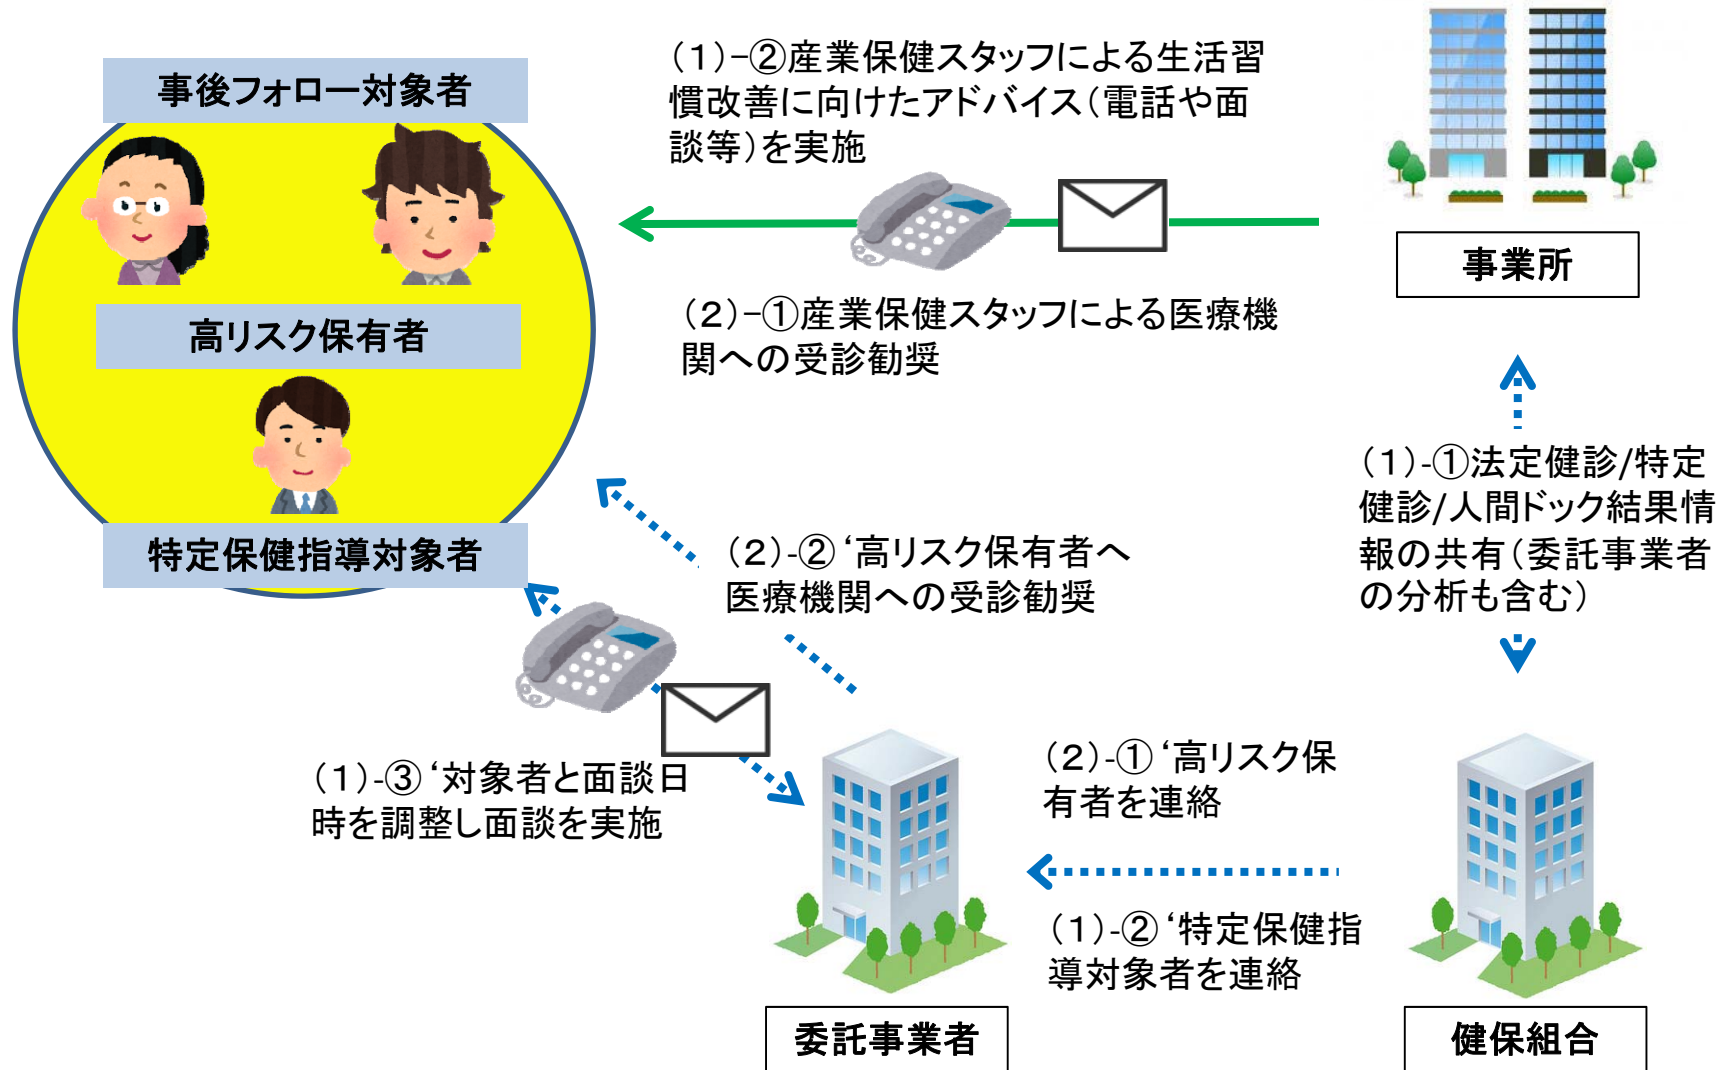 事後フォロー対象者
高リスク保有者
特定保健指導対象者
(1)-②産業保健スタッフによる生活習
慣改善に向けたアドバイス(電話や面
談等)を実施
(2)-①産業保健スタッフによる医療機
関への受診勧奨
事業所
(1)-①法定健診/特定
健診/人間ドック結果情
報の共有(委託事業者
の分析も含む)
(2)-②‘高リスク保有者へ
医療機関への受診勧奨
(1)-③‘対象者と面談日
時を調整し面談を実施
(2)-①‘高リスク保
有者を連絡
(1)-②‘特定保健指
導対象者を連絡
委託事業者
健保組合